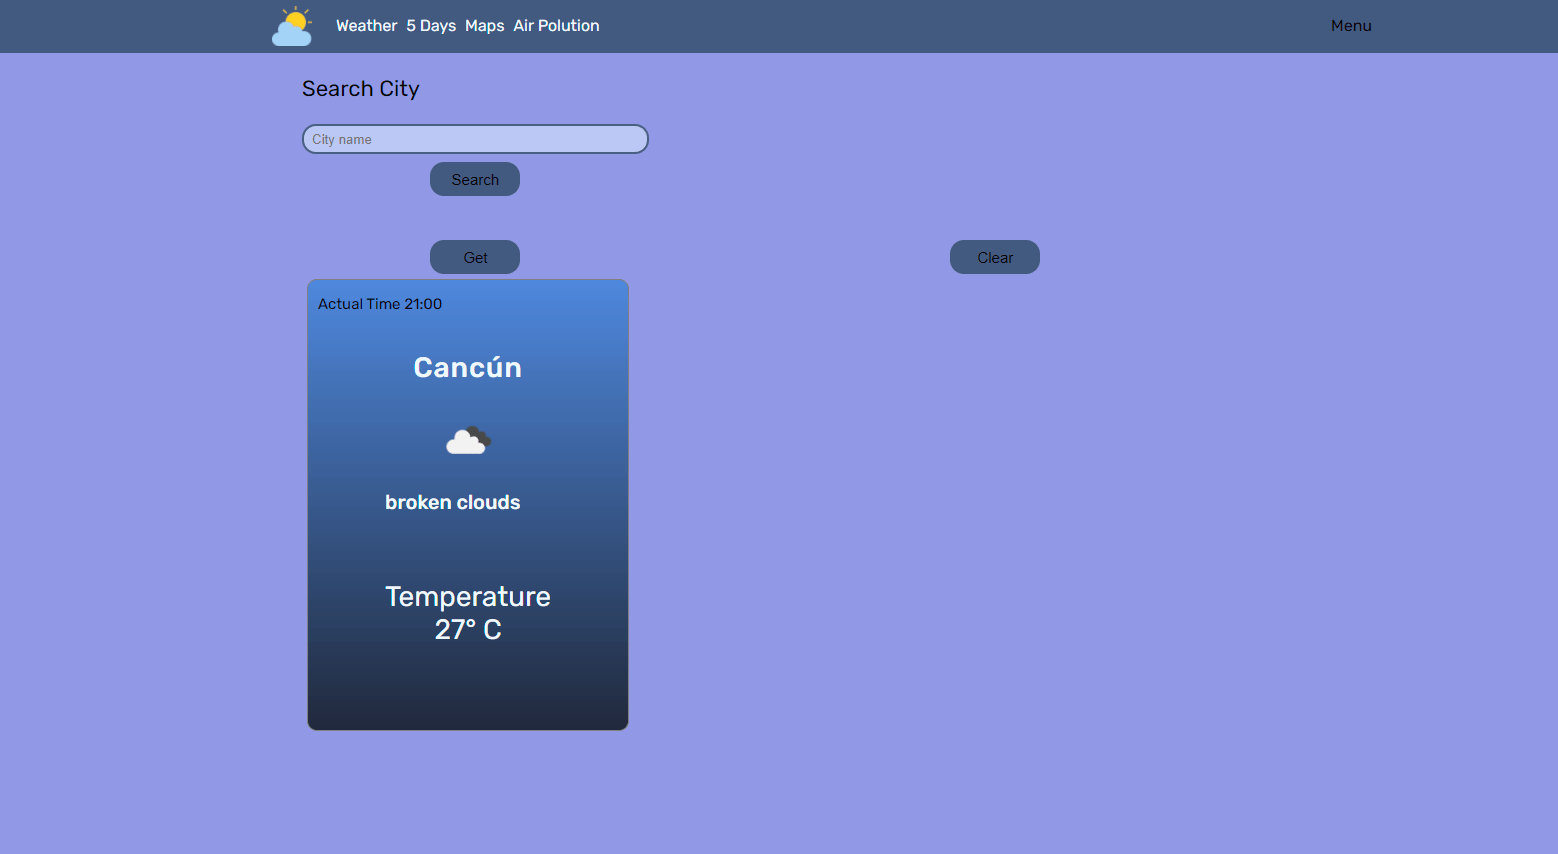 Weather 5 Days Maps Air Polution Menu
Search City
City name
Search
Get Clear
Actual Time 21:00
Cancún
broken clouds
Temperature
27° C